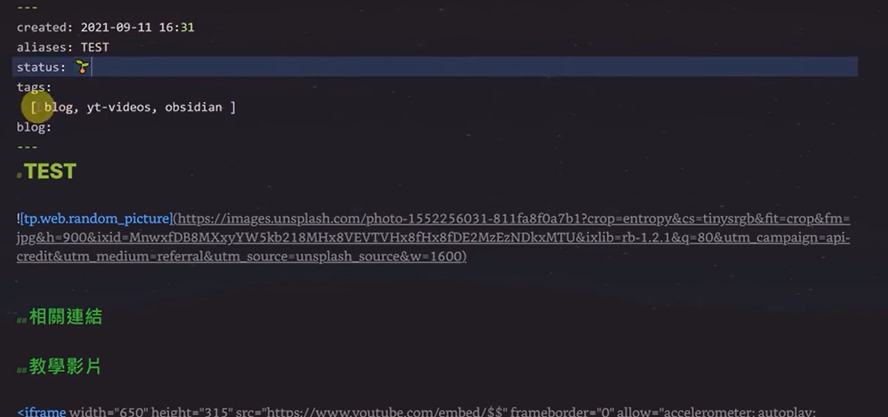 ---
created: 2021-09-11 16:31
aliases: TEST
status: 🌱
tags:
[ blog, yt-videos, obsidian ]
blog:
---
# TEST
![tp.web.random_picture](https://images.unsplash.com/photo-1552256031-811fa8f0a7b1?crop=entropy&cs=tinysrgb&fit=crop&fm=
jpg&h=900&ixid=MnwxfDB8MXxyYW5kb218MHx8VEVTVHx8fHx8fDE2MzEzNDkxMTU&ixlib=rb-1.2.1&q=80&utm_campaign=api-
credit&utm_medium=referral&utm_source=unsplash_source&w=1600)
## 相關連結
## 教學影片
<iframe width="650" height="315" src="https://www.youtube.com/embed/$$" frameborder="0" allow="accelerometer; autoplay;